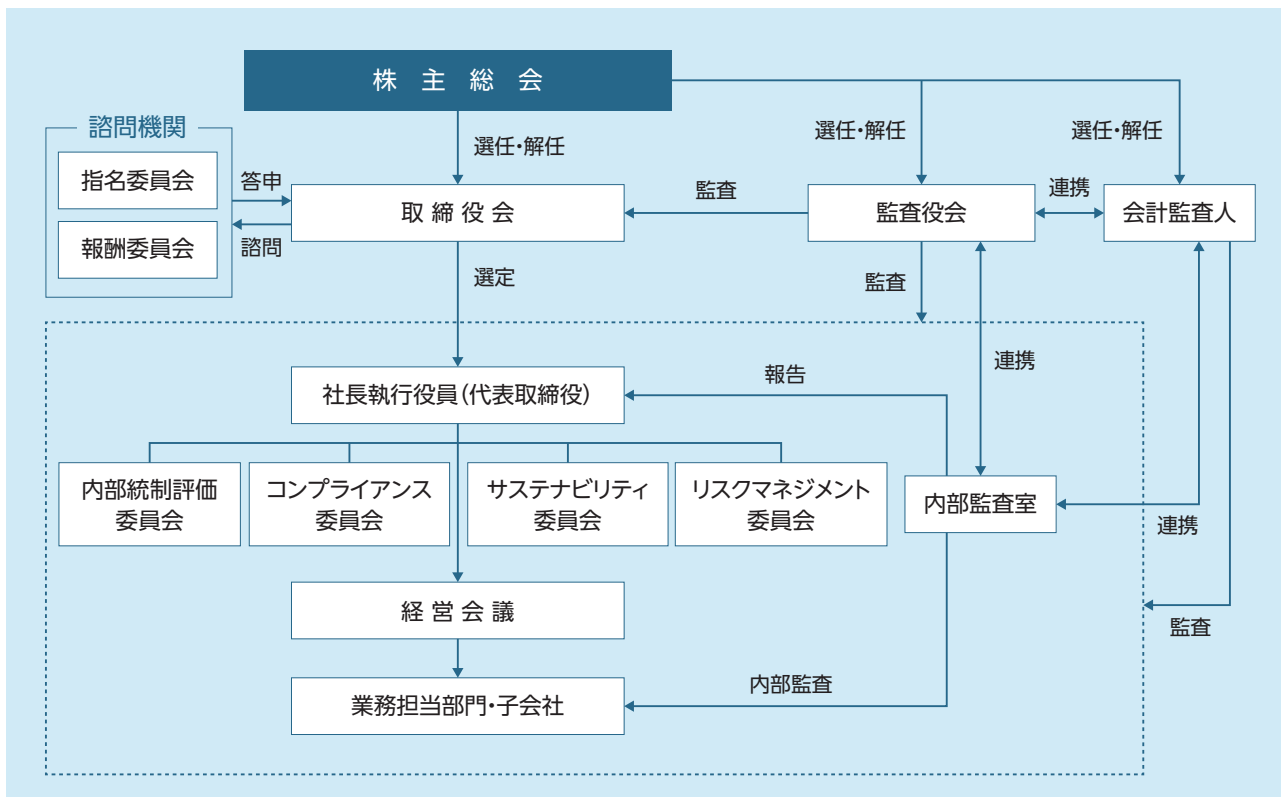 株主総会
諮問機関
選任・解任
選任・解任
選任・解任
指名委員会
答申
取締役会
監査
監査役会
連携
会計監査人
報酬委員会
諮問
選定
監査
連携
社長執行役員(代表取締役)
報告
内部統制評価
委員会
コンプライアンス
委員会
サステナビリティ
委員会
リスクマネジメント
委員会
内部監査室
連携
経営会議
監査
業務担当部門・子会社
内部監査